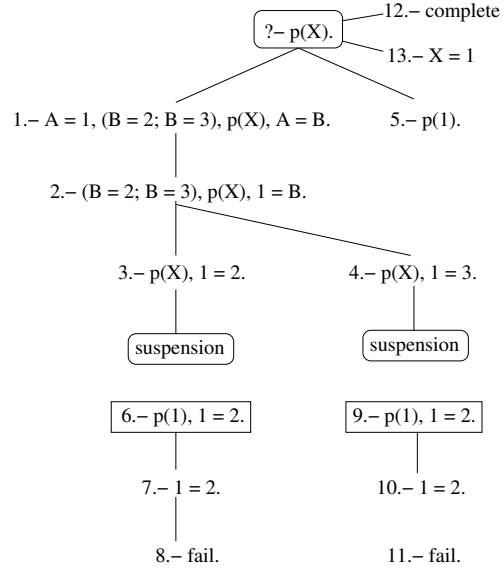 12.– complete
?– p(X).
13.– X = 1
1.– A = 1, (B = 2; B = 3), p(X), A = B.
5.– p(1).
2.– (B = 2; B = 3), p(X), 1 = B.
3.– p(X), 1 = 2.
4.– p(X), 1 = 3.
suspension
suspension
6.– p(1), 1 = 2.
9.– p(1), 1 = 2.
7.– 1 = 2.
10.– 1 = 2.
8.– fail.
11.– fail.